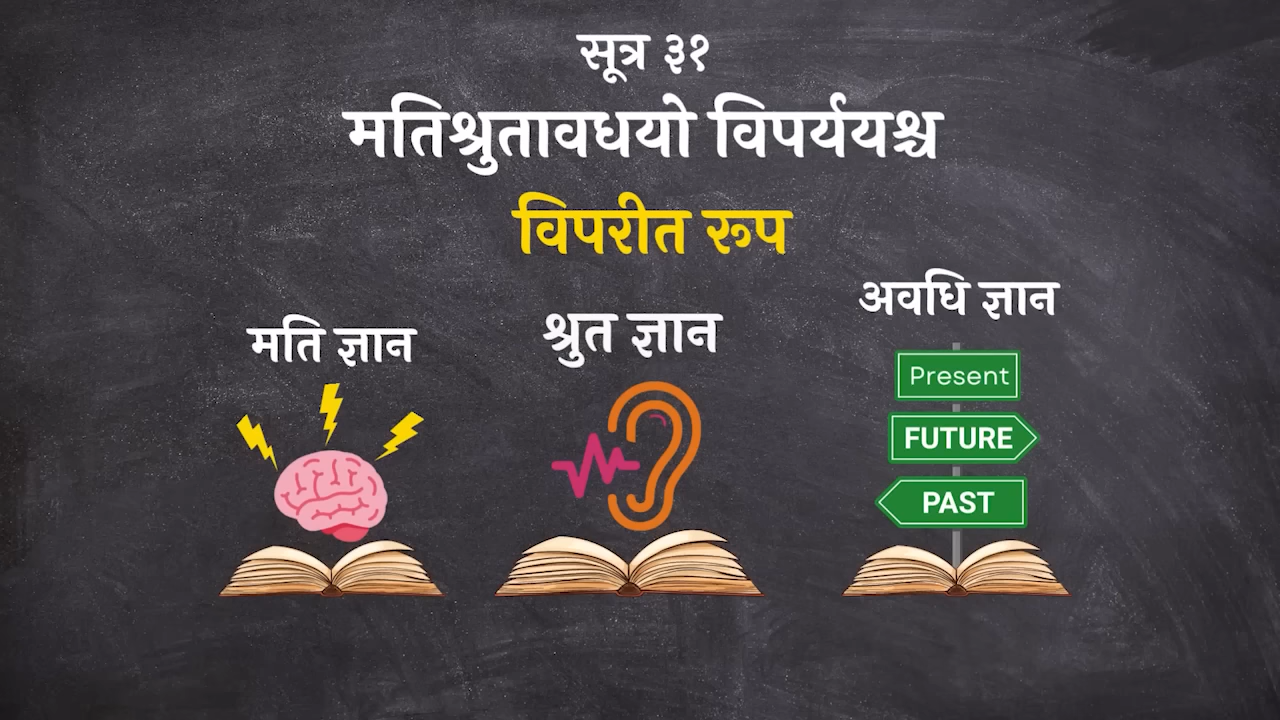 सूत्र ३१
मतिश्रुतावधयो विपर्ययश्च
विपरीत रूप
मति ज्ञान
श्रुत ज्ञान
अवधि ज्ञान
Present
FUTURE
PAST